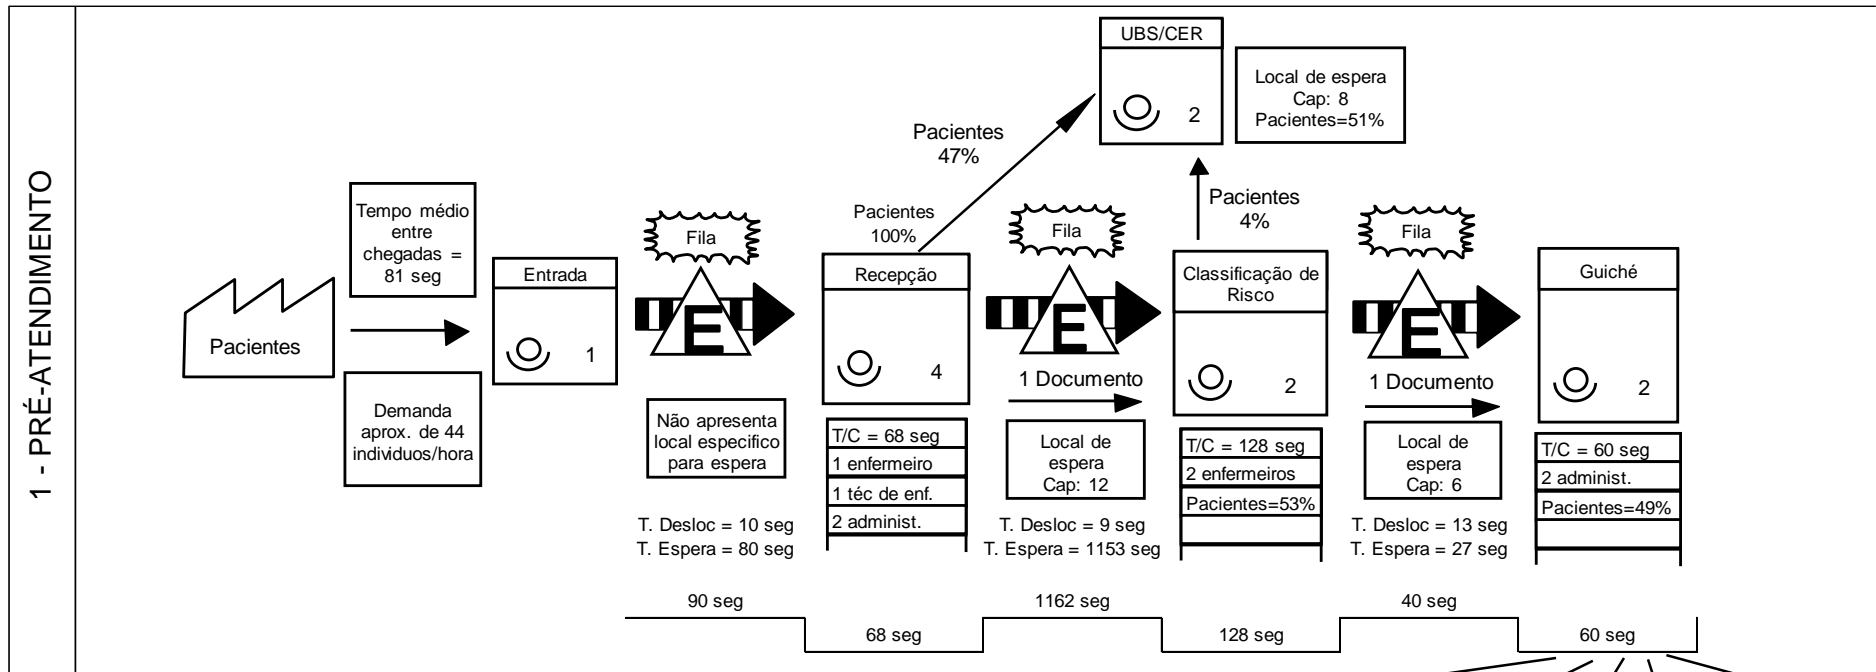 1 - PRÉ-ATENDIMENTO
UBS/CER
2
Local de espera
Cap: 8
Pacientes=51%
Pacientes
47%
Pacientes
4%
Tempo médio
entre
chegadas =
81 seg
Pacientes
Demanda
aprox. de 44
individuos/hora
Entrada
1
Fila
E
Não apresenta
local especifico
para espera
T. Desloc = 10 seg
T. Espera = 80 seg
Pacientes
100%
Recepção
4
T/C = 68 seg
1 enfermeiro
1 téc de enf.
2 administ.
Fila
E
1 Documento
Local de
espera
Cap: 12
T. Desloc = 9 seg
T. Espera = 1153 seg
Classificação de
Risco
2
T/C = 128 seg
2 enfermeiros
Pacientes=53%
Fila
E
1 Documento
Local de
espera
Cap: 6
T. Desloc = 13 seg
T. Espera = 27 seg
Guiché
2
T/C = 60 seg
2 administ.
Pacientes=49%
90 seg
68 seg
1162 seg
128 seg
40 seg
60 seg